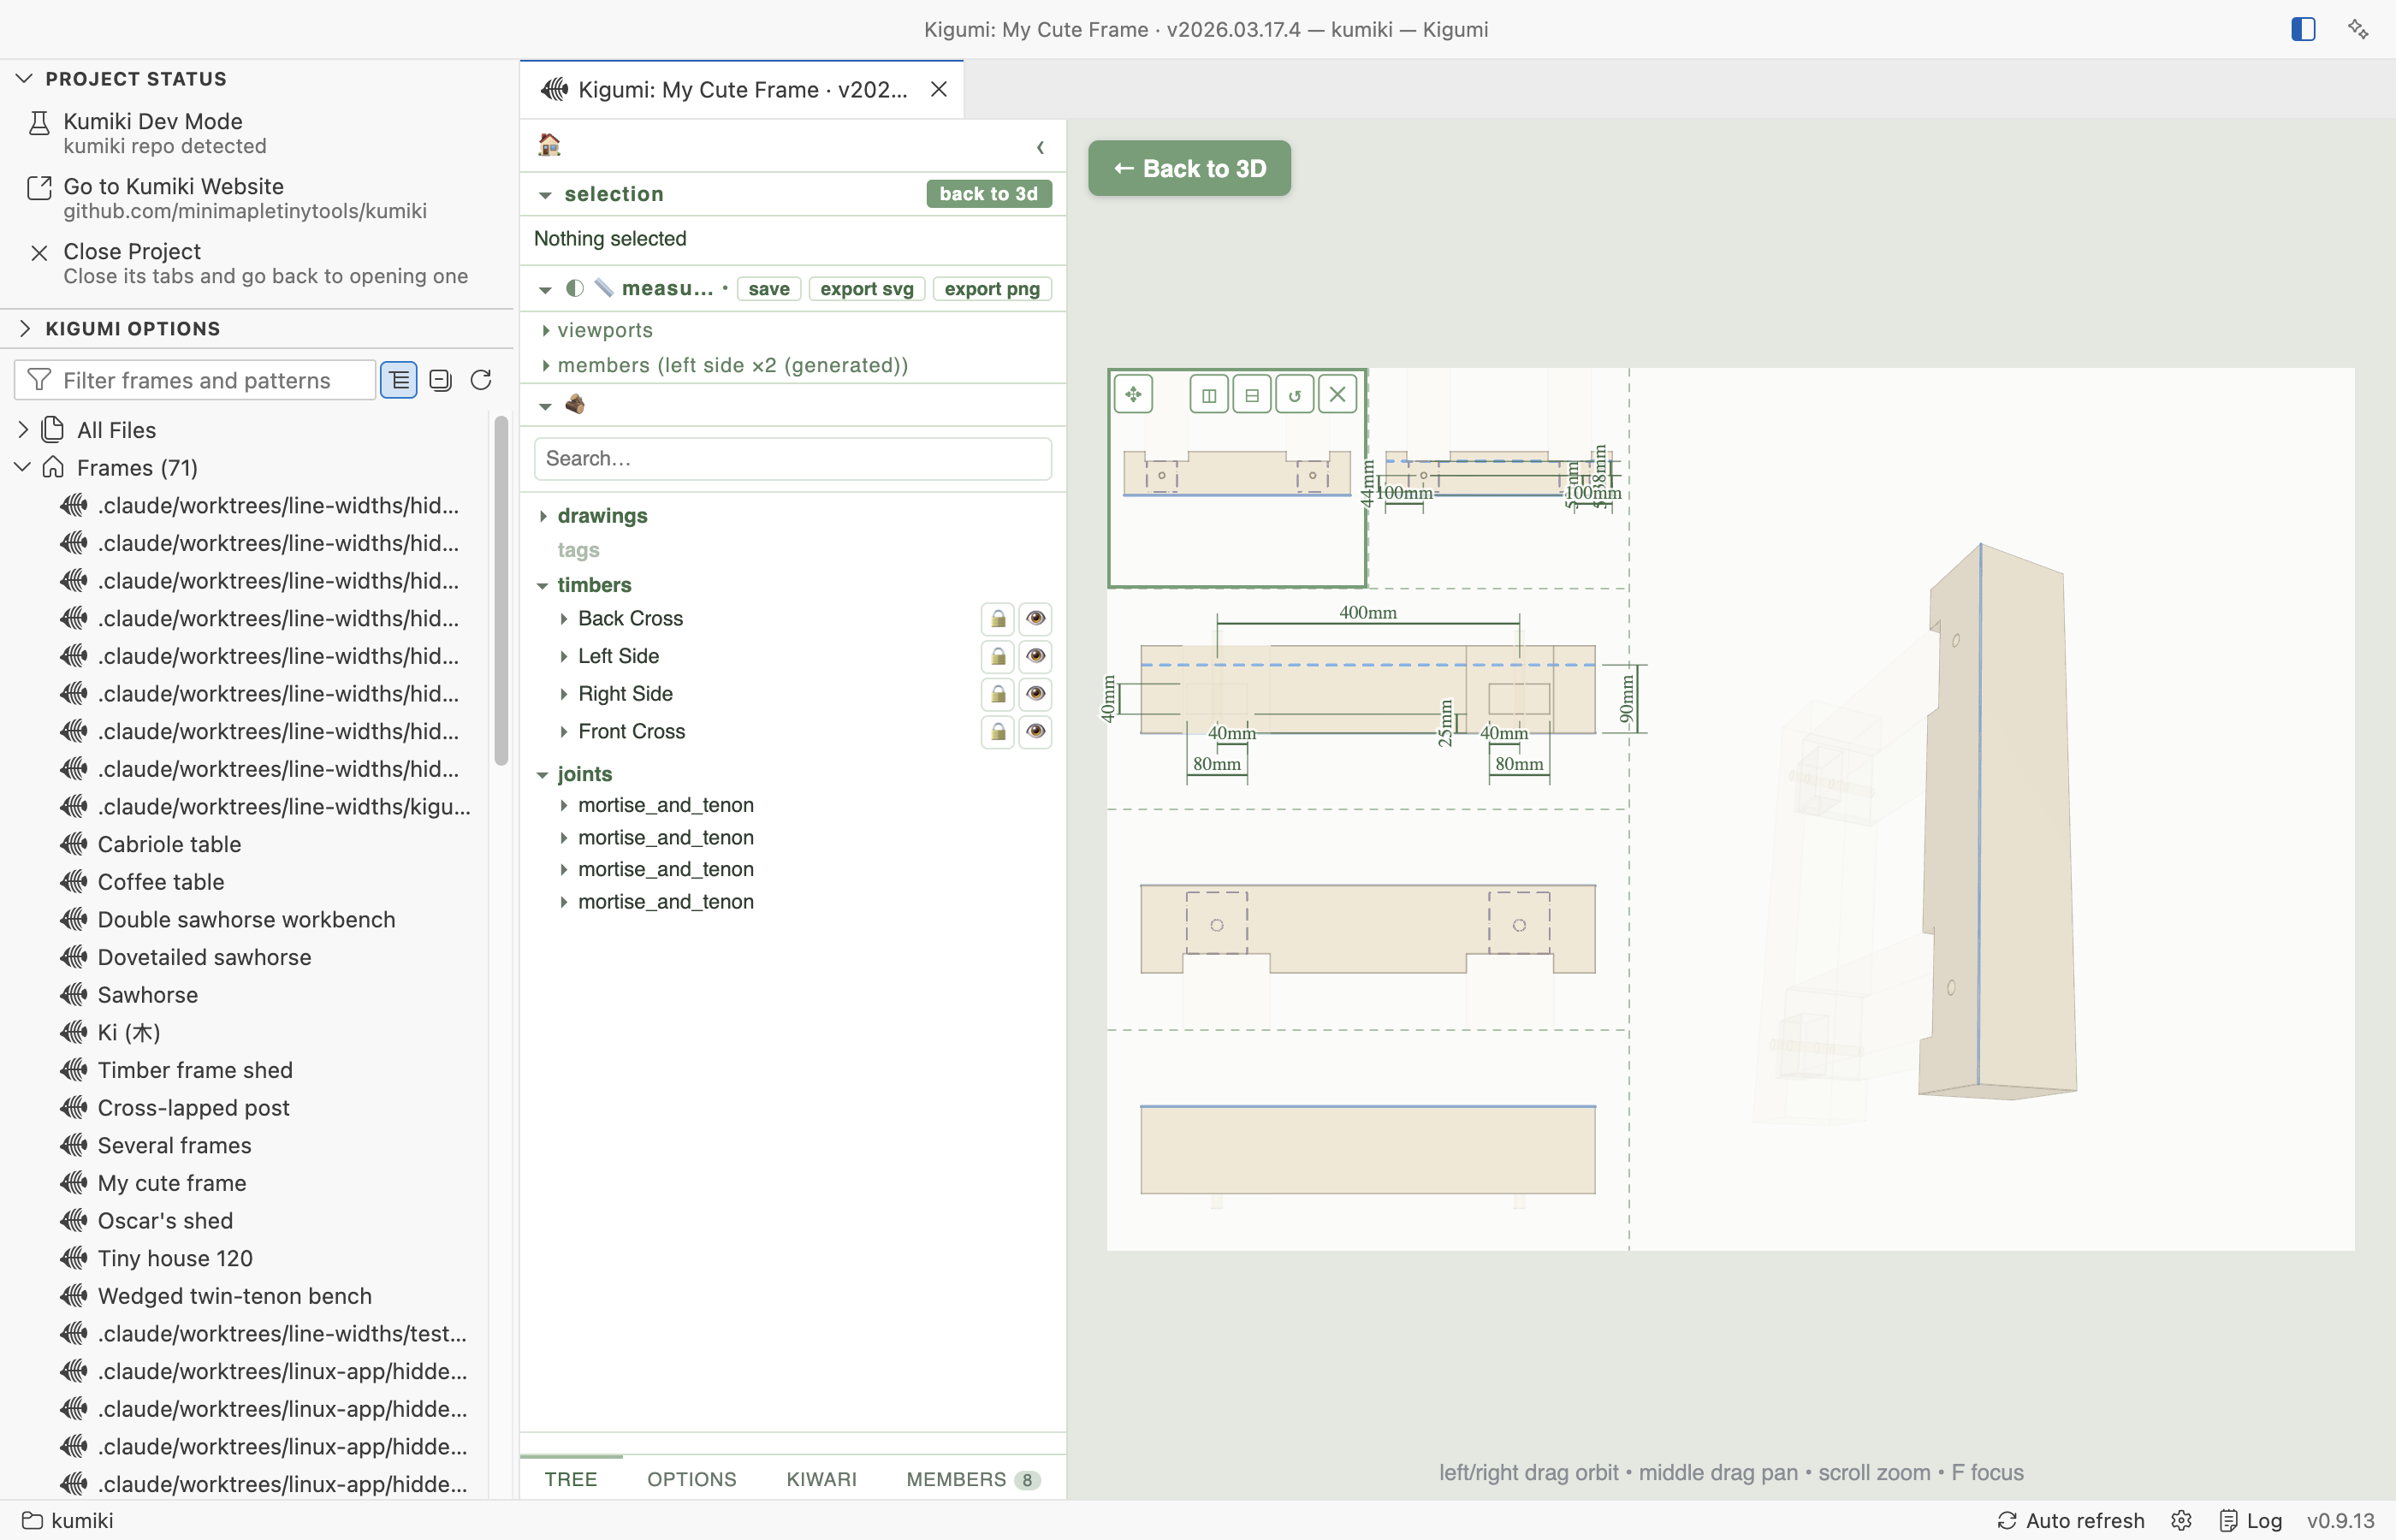 Kigumi: My Cute Frame · v2026.03.17.4 — kumiki — Kigumi
PROJECT STATUS
Kumiki Dev Mode
kumiki repo detected
Go to Kumiki Website
github.com/minimapletinytools/kumiki
Close Project
Close its tabs and go back to opening one
KIGUMI OPTIONS
Filter frames and patterns
All Files
Frames (71)
.claude/worktrees/line-widths/hid...
.claude/worktrees/line-widths/hid...
.claude/worktrees/line-widths/hid...
.claude/worktrees/line-widths/hid...
.claude/worktrees/line-widths/hid...
.claude/worktrees/line-widths/hid...
.claude/worktrees/line-widths/hid...
.claude/worktrees/line-widths/hid...
.claude/worktrees/line-widths/kigu...
Cabriole table
Coffee table
Double sawhorse workbench
Dovetailed sawhorse
Sawhorse
Ki (木)
Timber frame shed
Cross-lapped post
Several frames
My cute frame
Oscar's shed
Tiny house 120
Wedged twin-tenon bench
.claude/worktrees/line-widths/test...
.claude/worktrees/linux-app/hidde...
.claude/worktrees/linux-app/hidde...
.claude/worktrees/linux-app/hidde...
.claude/worktrees/linux-app/hidde...
Kigumi: My Cute Frame · v202...
selection
back to 3d
Nothing selected
measu... •
save
export svg
export png
viewports
members (left side ×2 (generated))
Search...
drawings
tags
timbers
Back Cross
Left Side
Right Side
Front Cross
joints
mortise_and_tenon
mortise_and_tenon
mortise_and_tenon
mortise_and_tenon
TREE
OPTIONS
KIWARI
MEMBERS 8
← Back to 3D
44mm
100mm
100mm
400mm
40mm
40mm
25mm
40mm
90mm
80mm
80mm
left/right drag orbit • middle drag pan • scroll zoom • F focus
kumiki
Auto refresh
Log
v0.9.13